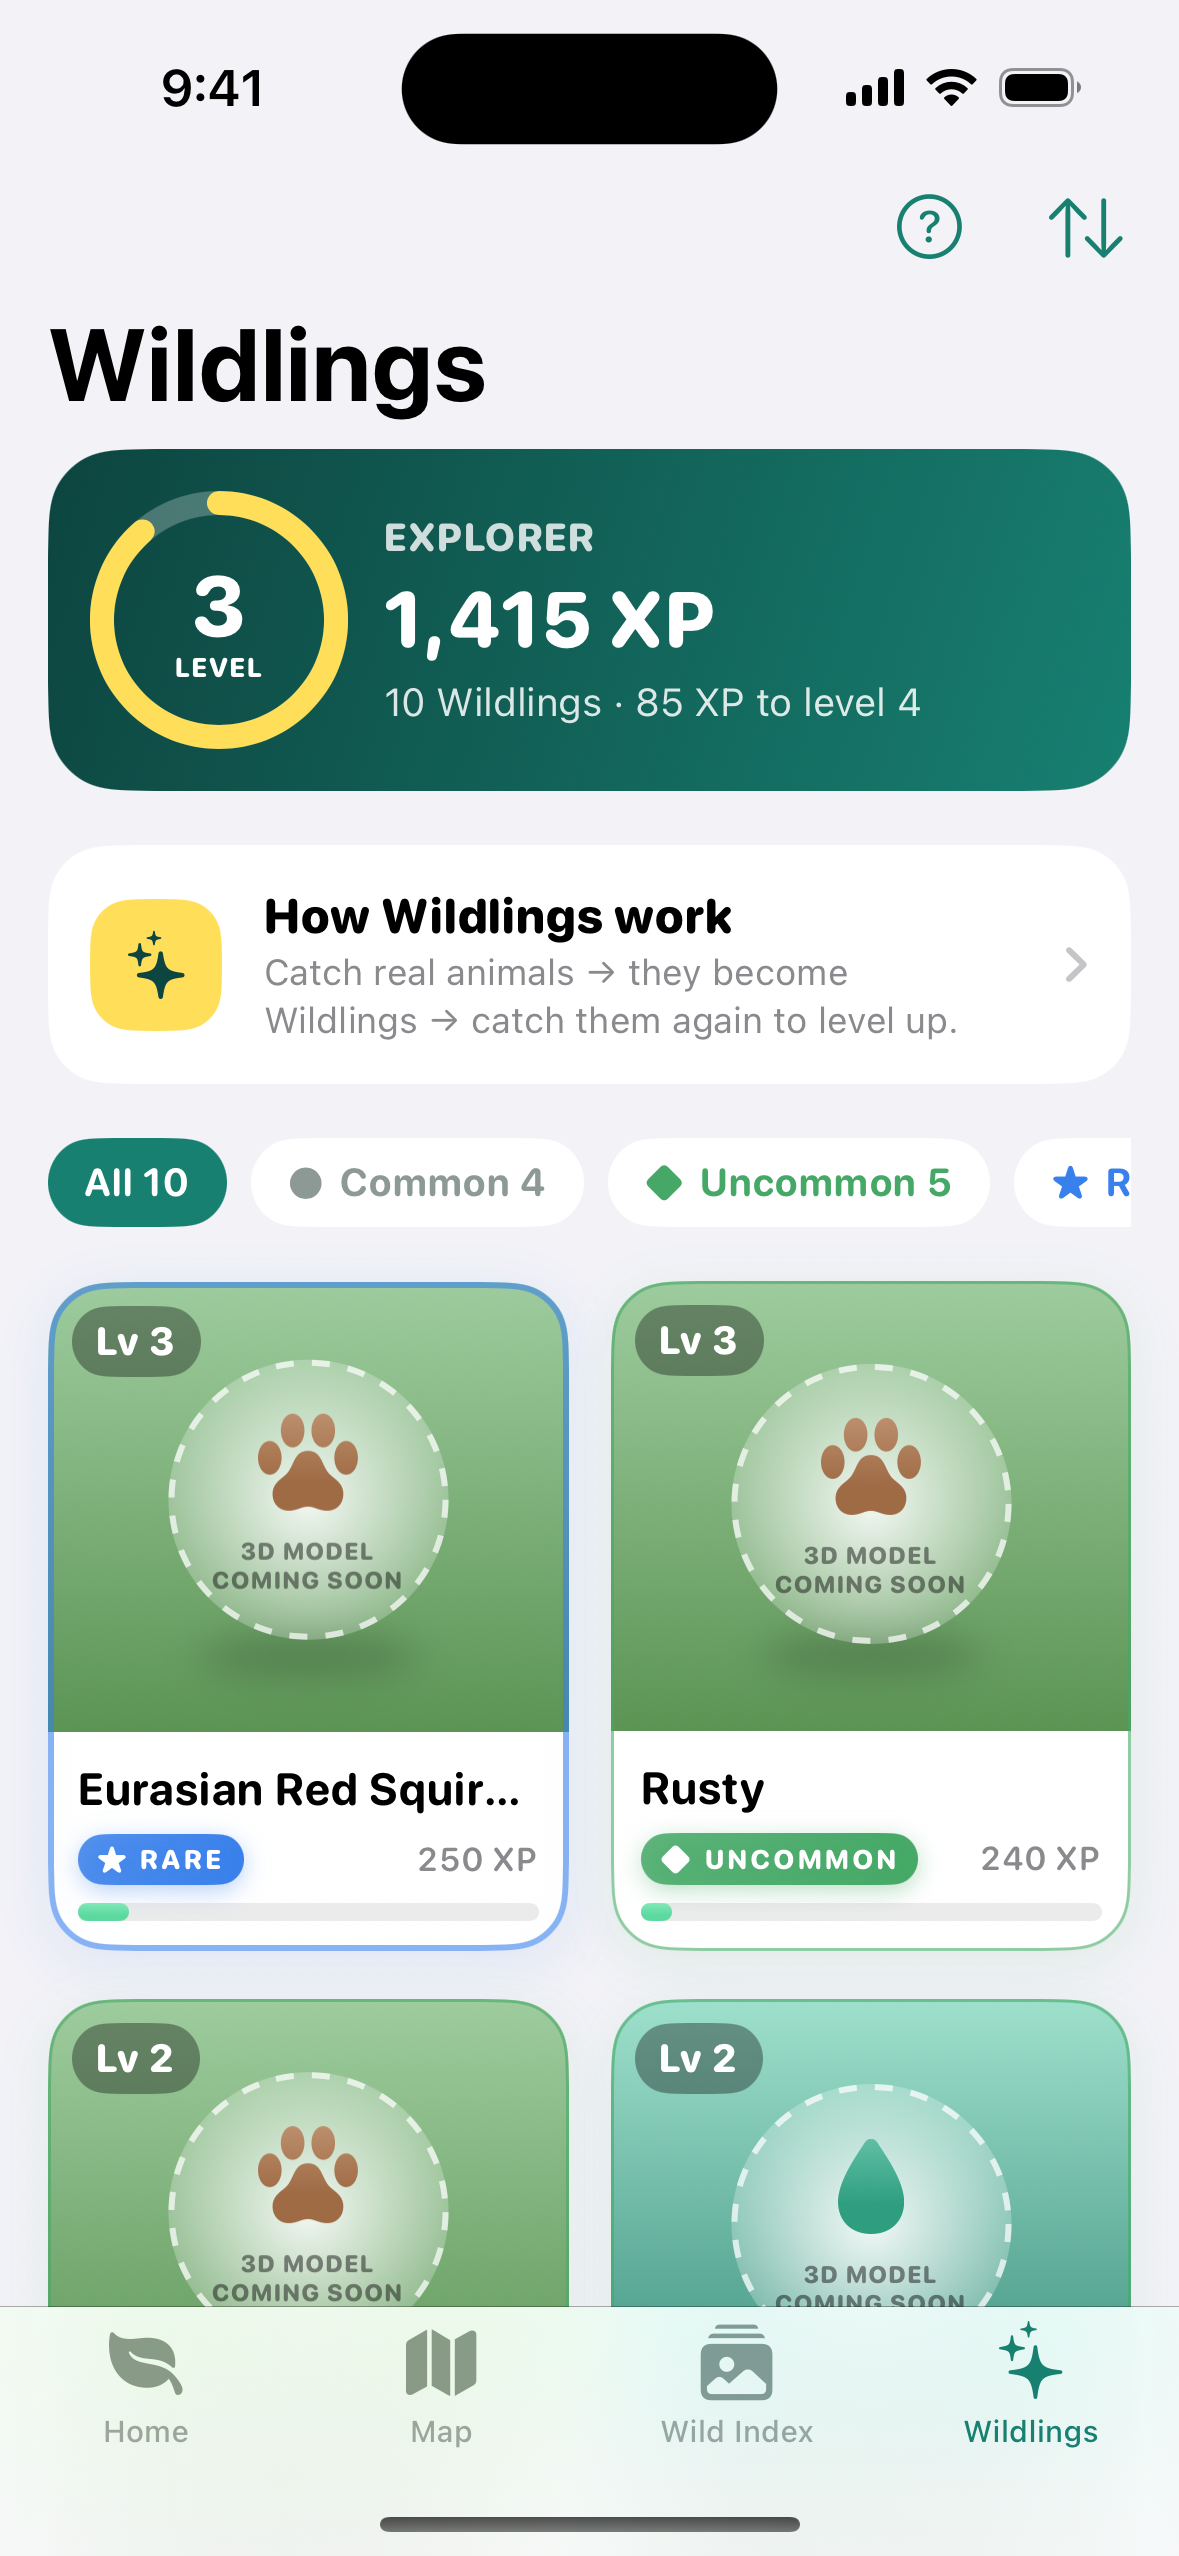 9:41
?
Wildlings
3
LEVEL
EXPLORER
1,415 XP
10 Wildlings · 85 XP to level 4
How Wildlings work
Catch real animals → they become
Wildlings → catch them again to level up.
All 10
Common 4
Uncommon 5
R
Lv 3
3D MODEL
COMING SOON
Eurasian Red Squir...
RARE
250 XP
Lv 3
3D MODEL
COMING SOON
Rusty
UNCOMMON
240 XP
Lv 2
3D MODEL
COMING SOON
Lv 2
3D MODEL
COMING SOON
Home
Map
Wild Index
Wildlings